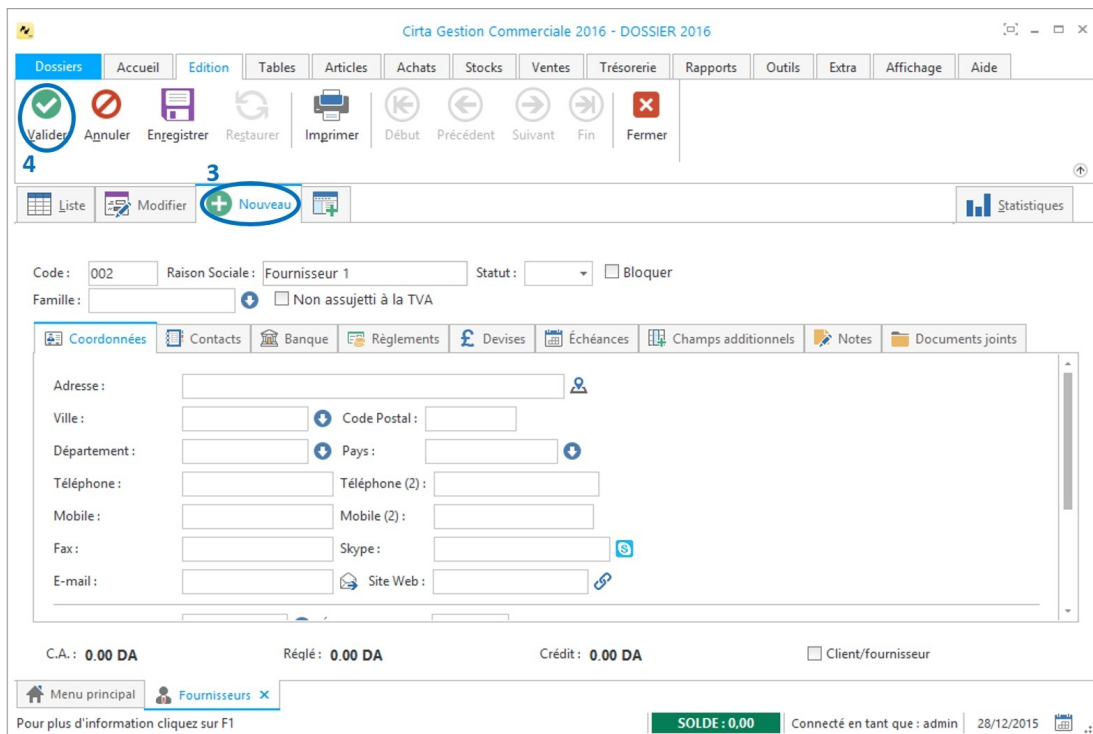 Cirta Gestion Commerciale 2016 - DOSSIER 2016
Dossiers Accueil Edition Tables Articles Achats Stocks Ventes Trésorerie Rapports Outils Extra Affichage Aide
Valider Annuler Enregistrer Restaurer Imprimer Début Précédent Suivant Fin Fermer
4
3
Liste Modifier Nouveau Statistiques
Code : 002 Raison Sociale : Fournisseur 1 Statut : Bloquer
Famille : Non assujetti à la TVA
Coordonnées Contacts Banque Règlements Devises Échéances Champs additionnels Notes Documents joints
Adresse :
Ville : Code Postal :
Département : Pays :
Téléphone : Téléphone (2) :
Mobile : Mobile (2) :
Fax : Skype :
E-mail : Site Web :
C.A. : 0.00 DA Réglé : 0.00 DA Crédit : 0.00 DA Client/fournisseur
Menu principal Fournisseurs
Pour plus d'information cliquez sur F1 SOLDE : 0,00 Connecté en tant que : admin 28/12/2015